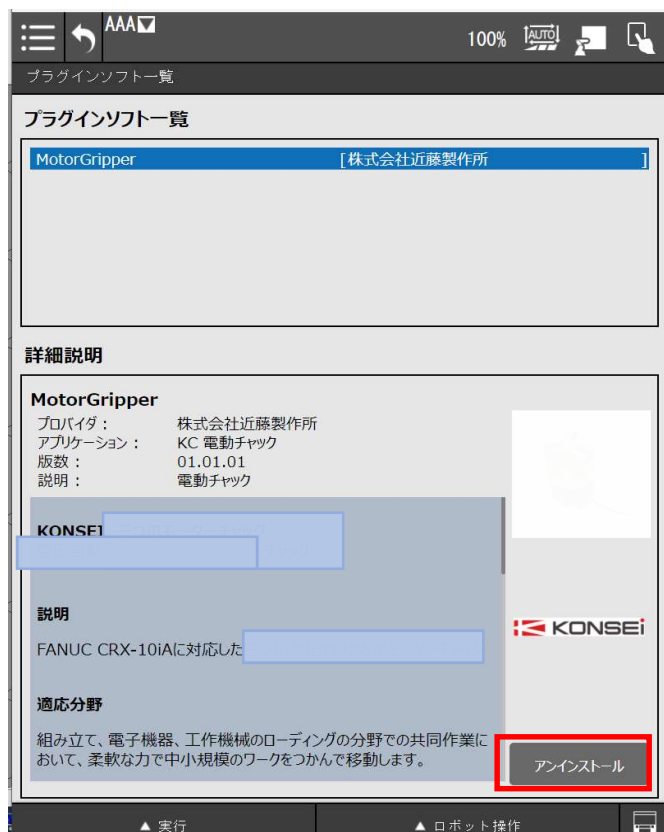 AAA
100%
AUTO
プラグインソフト一覧
プラグインソフト一覧
MotorGripper [株式会社近藤製作所 ]
詳細説明
MotorGripper
プロバイダ： 株式会社近藤製作所
アプリケーション： KC 電動チャック
版数： 01.01.01
説明： 電動チャック
KONSEI
説明
KONSEi
FANUC CRX-10iAに対応した
適応分野
組み立て、電子機器、工作機械のローディングの分野での共同作業に
おいて、柔軟な力で中小規模のワークをつかんで移動します。
アンインストール
▲ 実行
▲ ロボット操作